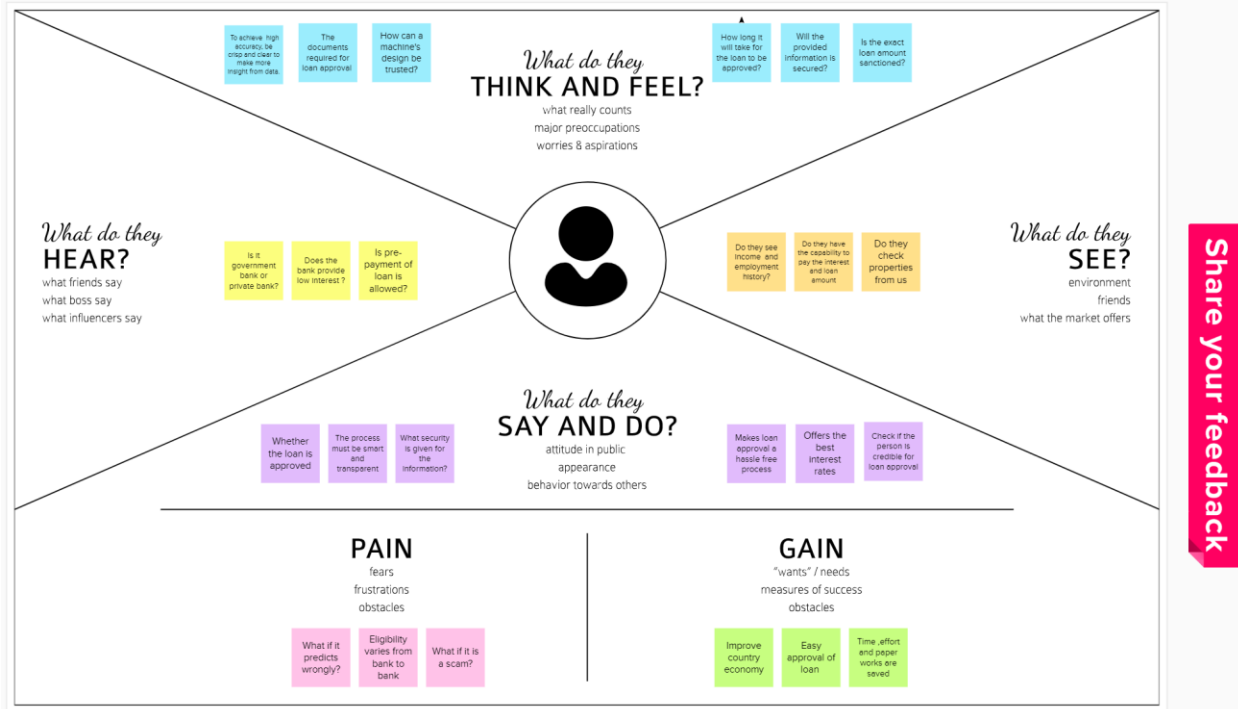 To achieve high
accuracy, be
crisp and clear to
make more
insight from data.
The
documents
required for
loan approval
How can a
machine's
design be
trusted?
What do they
THINK AND FEEL?
what really counts
major preoccupations
worries & aspirations
How long it
will take for
the loan to be
approved?
Will the
provided
information is
secured?
Is the exact
loan amount
sanctioned?
What do they
HEAR?
what friends say
what boss say
what influencers say
Is it
government
bank or
private bank?
Does the
bank provide
low interest ?
Is pre-
payment of
loan is
allowed?
Do they see
income and
employment
history?
Do they have
the capability to
pay the interest
and loan
amount
Do they
check
properties
from us
What do they
SEE?
environment
friends
what the market offers
What do they
SAY AND DO?
attitude in public
appearance
behavior towards others
Whether
the loan is
approved
The process
must be smart
and
transparent
What security
is given for
the
information?
Makes loan
approval a
hassle free
process
Offers the
best
interest
rates
Check if the
person is
credible for
loan approval
PAIN
fears
frustrations
obstacles
What if it
predicts
wrongly?
Eligibility
varies from
bank to
bank
What if it is
a scam?
GAIN
"wants" / needs
measures of success
obstacles
Improve
country
economy
Easy
approval of
loan
Time ,effort
and paper
works are
saved
Share your feedback